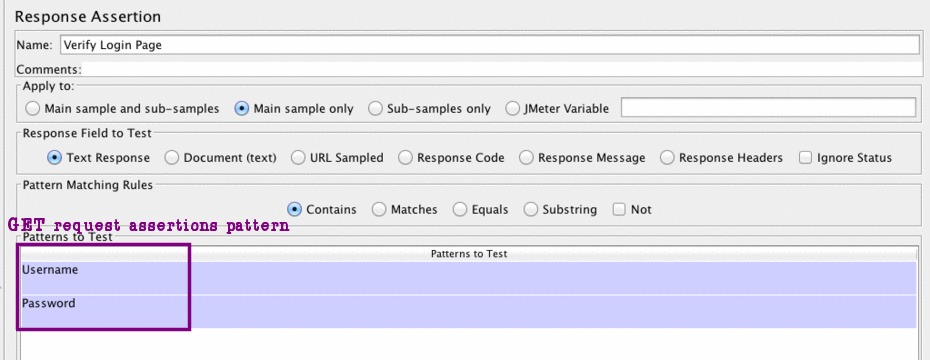 Response Assertion
Name: Verify Login Page
Comments:
Apply to:
Main sample and sub-samples Main sample only Sub-samples only JMeter Variable
Response Field to Test
Text Response Document (text) URL Sampled Response Code Response Message Response Headers Ignore Status
Pattern Matching Rules
Contains Matches Equals Substring Not
GET request assertions pattern
Patterns to Test
Patterns to Test
Username
Password